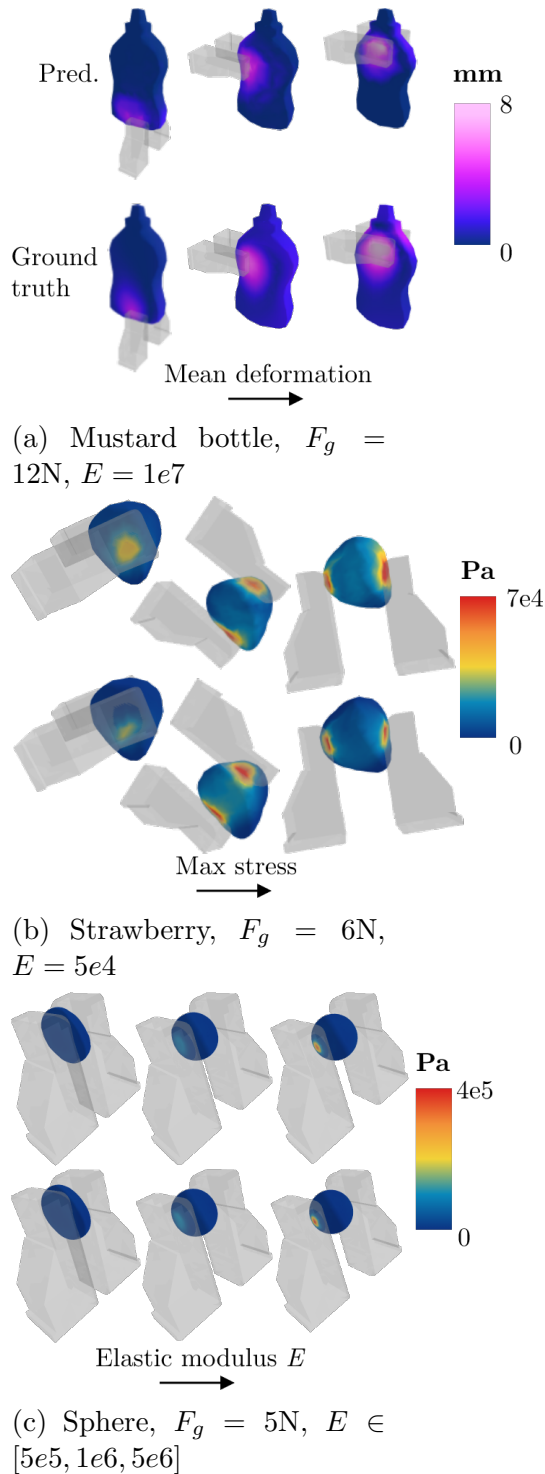 Pred.
mm
8
0
Ground
truth
Mean deformation
(a) Mustard bottle, $F_g$ =
12N, $E = 1e7$
Pa
7e4
0
Max stress
(b) Strawberry, $F_g$ = 6N,
$E = 5e4$
Pa
4e5
0
Elastic modulus $E$
(c) Sphere, $F_g$ = 5N, $E \in$
$[5e5, 1e6, 5e6]$